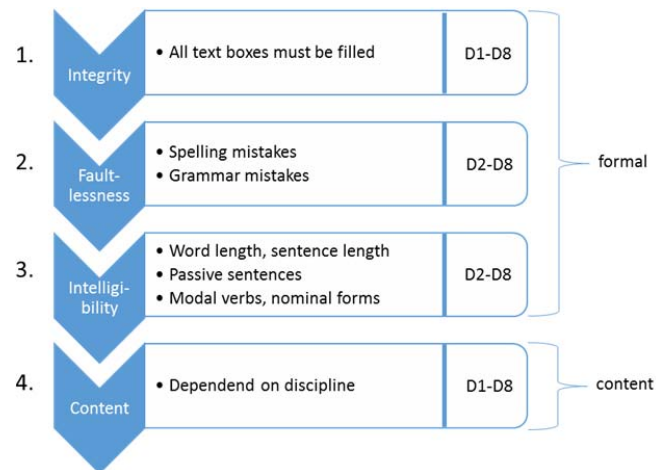 1.
Integrity
• All text boxes must be filled
D1-D8
2.
Fault-
lessness
• Spelling mistakes
• Grammar mistakes
D2-D8
formal
3.
Intelligi-
bility
• Word length, sentence length
• Passive sentences
• Modal verbs, nominal forms
D2-D8
4.
Content
• Dependend on discipline
D1-D8
content